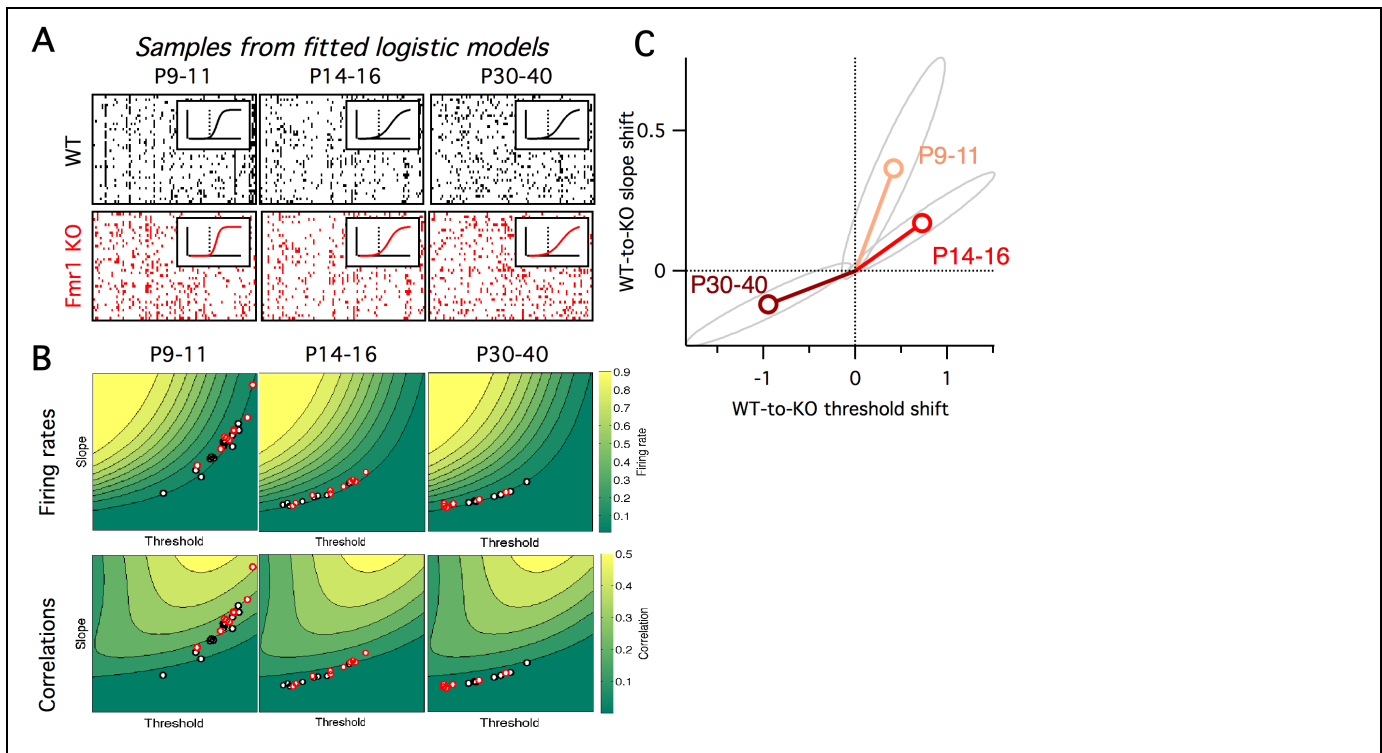 A
Samples from fitted logistic models
P9-11 P14-16 P30-40
WT
Fmr1 KO
B
P9-11 P14-16 P30-40
Firing rates
Slope
Threshold Threshold Threshold
0.9
0.8
0.7
0.6
0.5
0.4
0.3
0.2
0.1
Firing rate
Correlations
Slope
Threshold Threshold Threshold
0.5
0.4
0.3
0.2
0.1
Correlation
C
WT-to-KO slope shift
0.5
0
P9-11
P14-16
P30-40
-1 0 1
WT-to-KO threshold shift